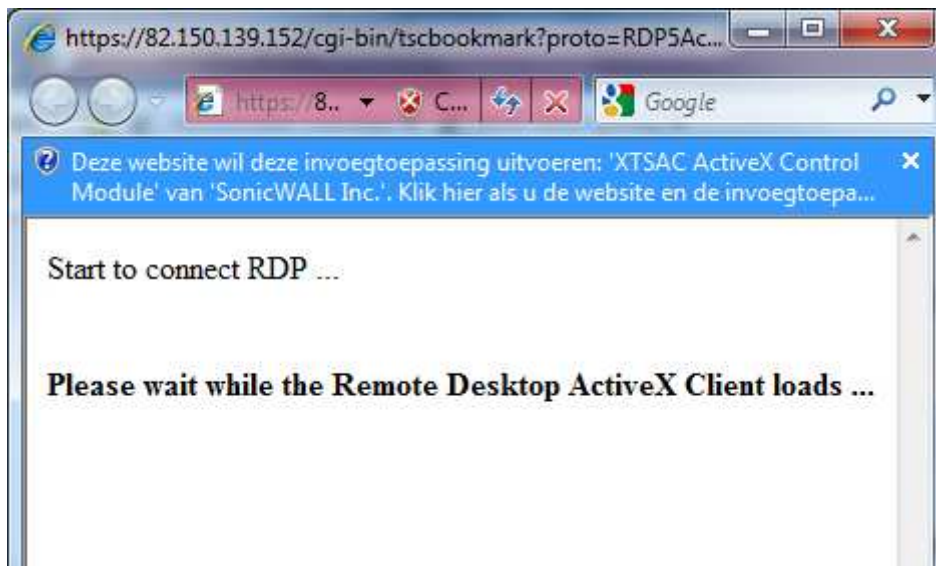 https://82.150.139.152/cgi-bin/tscbookmark?proto=RDP5Ac...
https://8.. C... Google
Deze website wil deze invoegtoepassing uitvoeren: 'XTSAC ActiveX Control
Module' van 'SonicWALL Inc.'. Klik hier als u de website en de invoegtoepa...
Start to connect RDP ...
Please wait while the Remote Desktop ActiveX Client loads ...